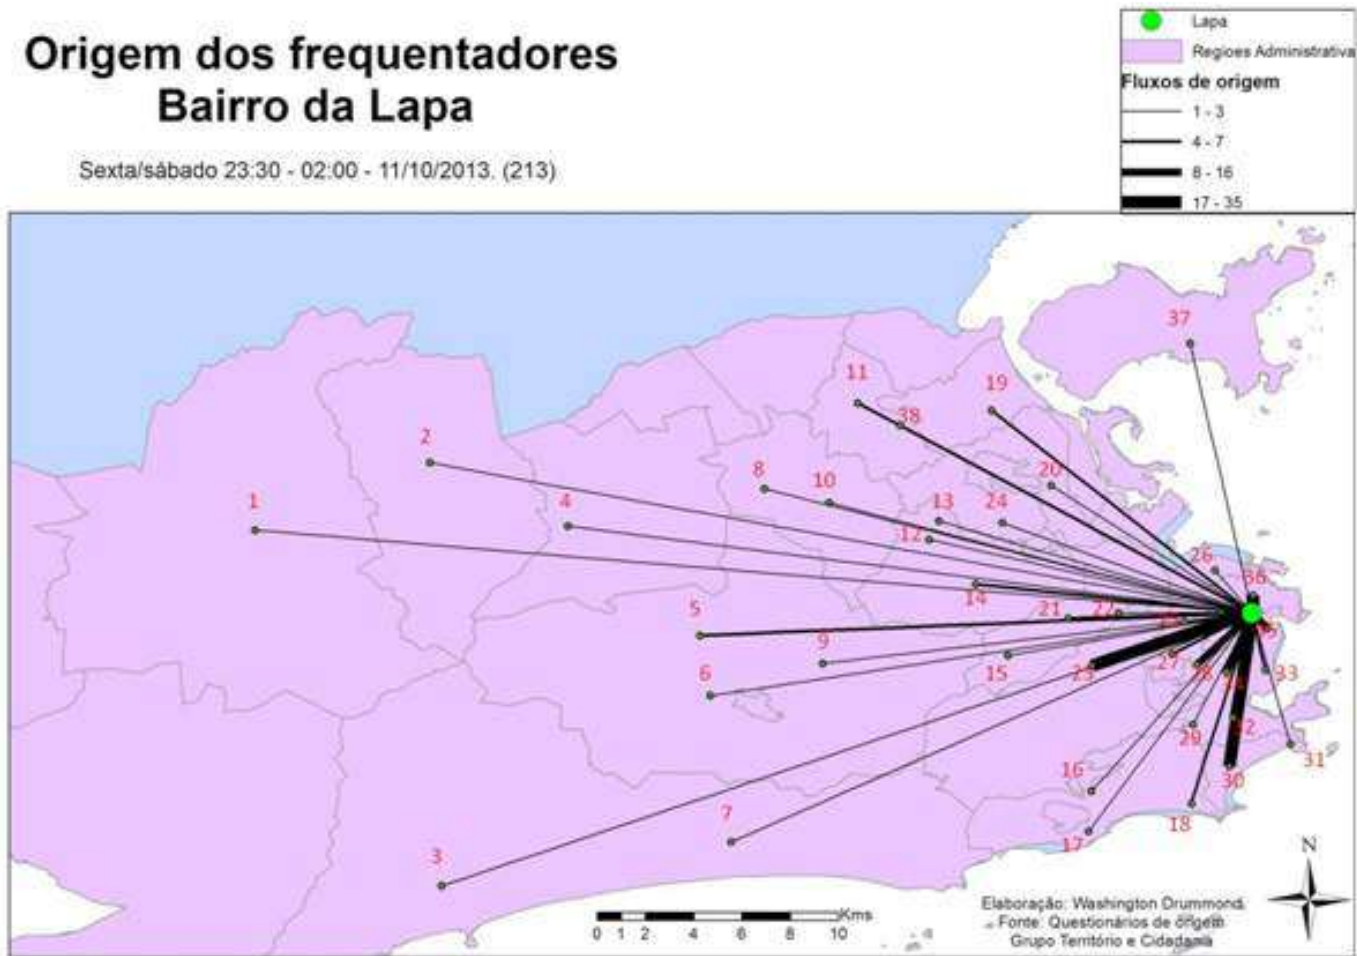 Origem dos frequentadores
Bairro da Lapa
Sexta/sábado 23:30 - 02:00 - 11/10/2013. (213)
Lapa
Regioes Administrativa
Fluxos de origem
1 - 3
4 - 7
8 - 16
17 - 35
37
11
19
38
2
20
8
10
13
24
1
4
12
26
36
14
21
22
5
9
15
27
33
6
32
29
31
16
30
7
18
17
3
N
Kms
0 1 2 4 6 8 10
Elaboração: Washington Drummond.
Fonte: Questionários de origem
Grupo Território e Cidadania